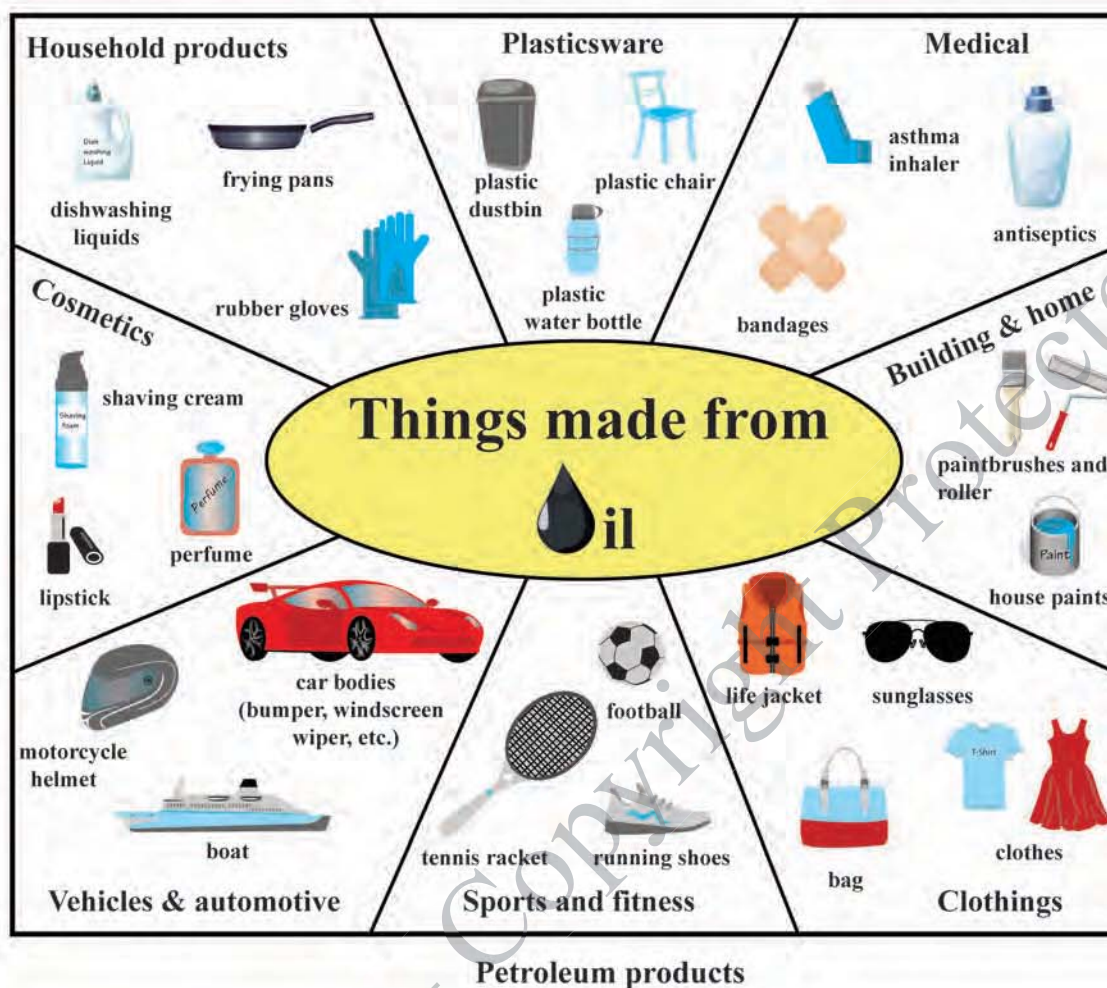 Household products
Dish
washing
Liquid
frying pans
dishwashing
liquids
rubber gloves
Plasticsware
plastic
dustbin
plastic chair
plastic
water bottle
Medical
asthma
inhaler
antiseptics
bandages
Cosmetics
shaving cream
Shaving
foam
Perfume
perfume
lipstick
Things made from
il
Building & home
paintbrushes and
roller
Paint
house paints
car bodies
(bumper, windscreen
wiper, etc.)
motorcycle
helmet
boat
Vehicles & automotive
football
tennis racket
running shoes
Sports and fitness
life jacket
sunglasses
T-Shirt
bag
clothes
Clothings
Petroleum products
Copyright Protected